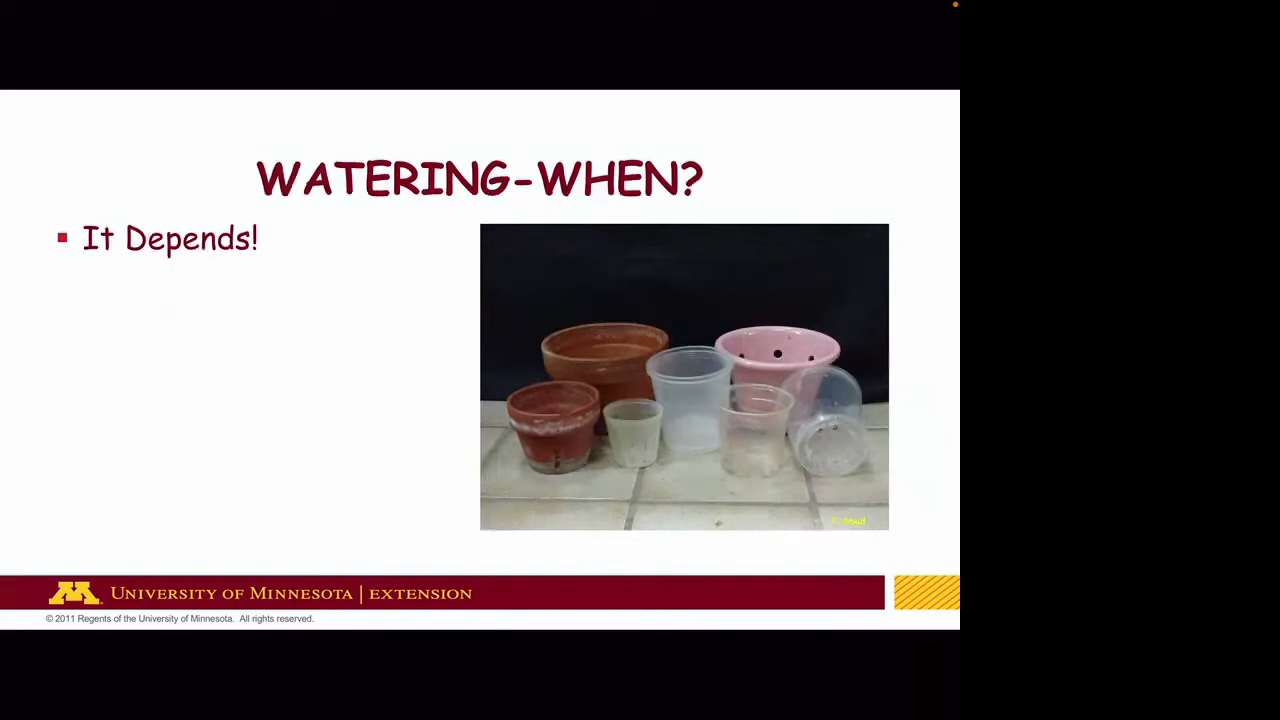 WATERING-WHEN?
It Depends!
UNIVERSITY OF MINNESOTA | EXTENSION
© 2011 Regents of the University of Minnesota. All rights reserved.